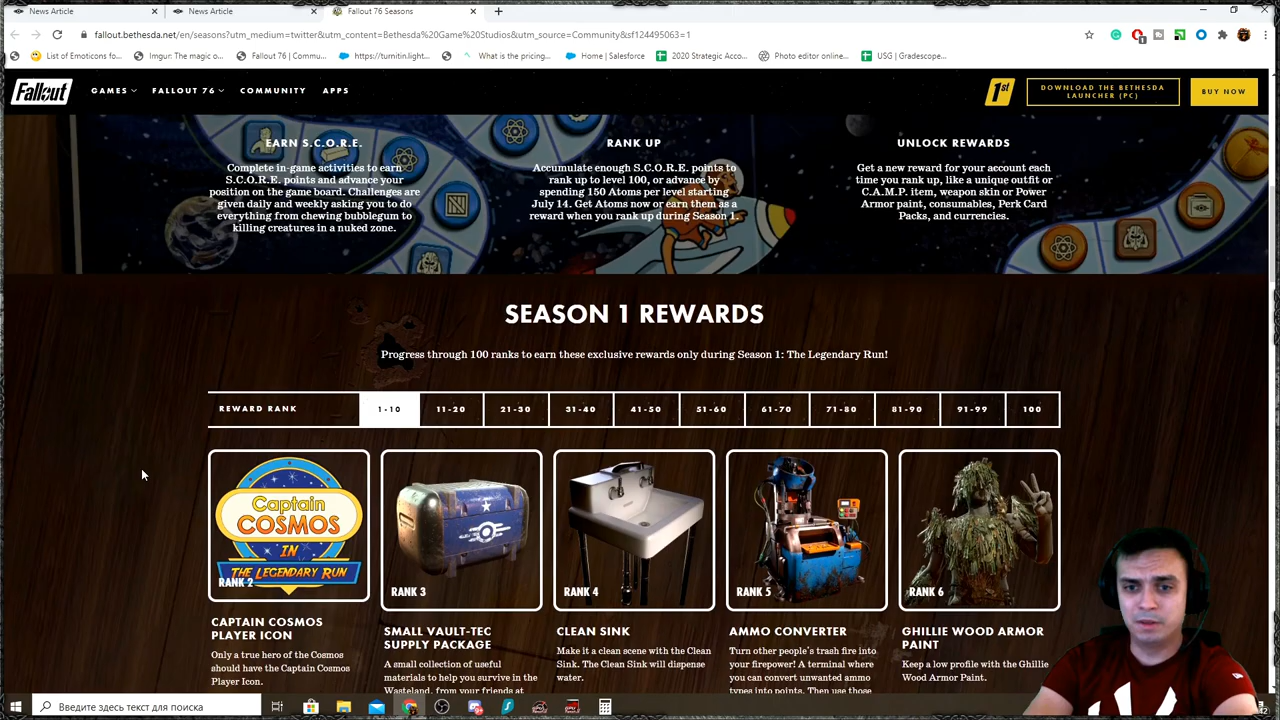 News Article
News Article
Fallout 76 Seasons
fallout.bethesda.net/en/seasons?utm_medium=twitter&utm_content=Bethesda%20Game%20Studios&utm_source=Community&sf124495063=1
List of Emoticons fo...
Imgur: The magic o...
Fallout 76 | Commu...
https://turnitin.light...
What is the pricing...
Home | Salesforce
2020 Strategic Acco...
Photo editor online...
USG | Gradescope...
Fallout
GAMES
FALLOUT 76
COMMUNITY
APPS
1st
DOWNLOAD THE BETHESDA
LAUNCHER (PC)
BUY NOW
EARN S.C.O.R.E.
Complete in-game activities to earn
S.C.O.R.E. points and advance your
position on the game board. Challenges are
given daily and weekly asking you to do
everything from chewing bubblegum to
killing creatures in a nuked zone.
RANK UP
Accumulate enough S.C.O.R.E. points to
rank up to level 100, or advance by
spending 150 Atoms per level starting
July 14. Get Atoms now or earn them as a
reward when you rank up during Season 1.
UNLOCK REWARDS
Get a new reward for your account each
time you rank up, like a unique outfit or
C.A.M.P. item, weapon skin or Power
Armor paint, consumables, Perk Card
Packs, and currencies.
SEASON 1 REWARDS
Progress through 100 ranks to earn these exclusive rewards only during Season 1: The Legendary Run!
REWARD RANK
1-10
11-20
21-30
31-40
41-50
51-60
61-70
71-80
81-90
91-99
100
Captain
COSMOS
IN
THE LEGENDARY RUN
RANK 2
RANK 3
RANK 4
RANK 5
RANK 6
CAPTAIN COSMOS
PLAYER ICON
Only a true hero of the Cosmos
should have the Captain Cosmos
Player Icon.
SMALL VAULT-TEC
SUPPLY PACKAGE
A small collection of useful
materials to help you survive in the
Wasteland, from your friends at
CLEAN SINK
Make it a clean scene with the Clean
Sink. The Clean Sink will dispense
water.
AMMO CONVERTER
Turn other people's trash fire into
your firepower! A terminal where
you can convert unwanted ammo
types into points. Then use those
GHILLIE WOOD ARMOR
PAINT
Keep a low profile with the Ghillie
Wood Armor Paint.
Введите здесь текст для поиска